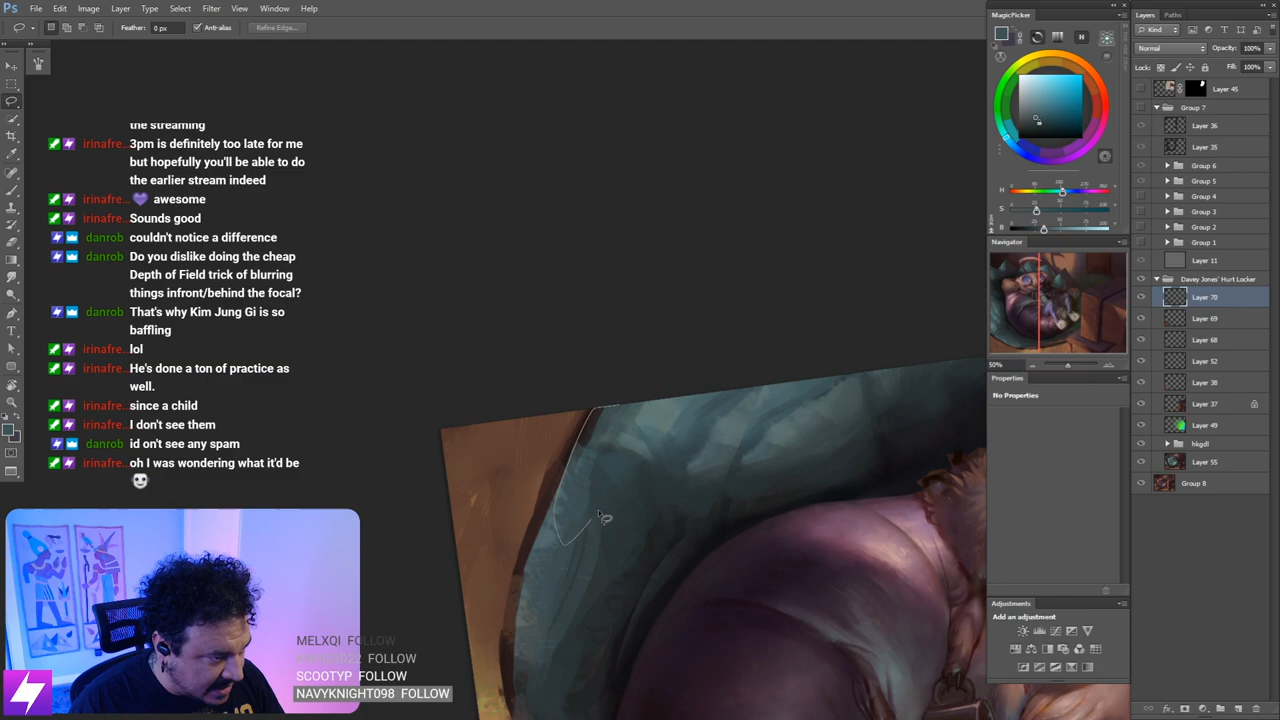 Ps File Edit Image Layer Type Select Filter View Window Help
Feather: 0 px Anti-alias Refine Edge...
the streaming
irinafre... 3pm is definitely too late for me
but hopefully you'll be able to do
the earlier stream indeed
irinafre... awesome
irinafre... Sounds good
danrob couldn't notice a difference
danrob Do you dislike doing the cheap
Depth of Field trick of blurring
things infront/behind the focal?
danrob That's why Kim Jung Gi is so
baffling
irinafre... lol
irinafre... He's done a ton of practice as
well.
irinafre... since a child
irinafre... I don't see them
danrob id on't see any spam
irinafre... oh I was wondering what it'd be
MELXQI FOLLOW
FOLLOW
SCOOTYP FOLLOW
NAVYKNIGHT098 FOLLOW
MagicPicker
H
H
S
B
Navigator
50%
Properties
No Properties
Adjustments
Add an adjustment
Layers Paths
Kind
Normal Opacity: 100%
Lock: Fill: 100%
Layer 45
Group 7
Layer 36
Layer 35
Group 6
Group 5
Group 4
Group 3
Group 2
Group 1
Layer 11
Davey Jones' Hurt Locker
Layer 70
Layer 69
Layer 68
Layer 52
Layer 38
Layer 37
Layer 49
hkgdl
Layer 55
Group 8
fx